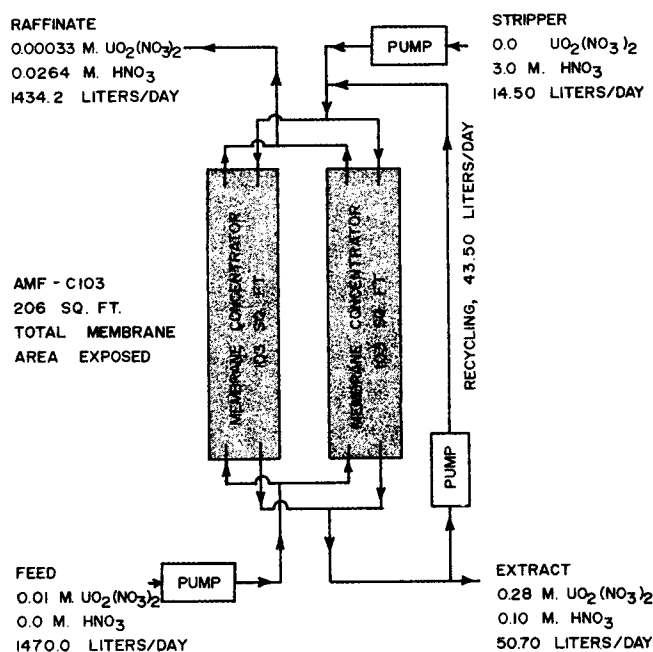 RAFFINATE
0.00033 M. UO2(NO3)2
0.0264 M. HNO3
1434.2 LITERS/DAY
PUMP
STRIPPER
0.0 UO2(NO3)2
3.0 M. HNO3
14.50 LITERS/DAY
AMF - C103
206 SQ. FT.
TOTAL MEMBRANE
AREA EXPOSED
MEMBRANE CONCENTRATOR
103 SQ. FT.
MEMBRANE CONCENTRATOR
103 SQ. FT.
RECYCLING, 43.50 LITERS/DAY
PUMP
FEED
0.01 M. UO2(NO3)2
0.0 M. HNO3
1470.0 LITERS/DAY
PUMP
EXTRACT
0.28 M. UO2(NO3)2
0.10 M. HNO3
50.70 LITERS/DAY